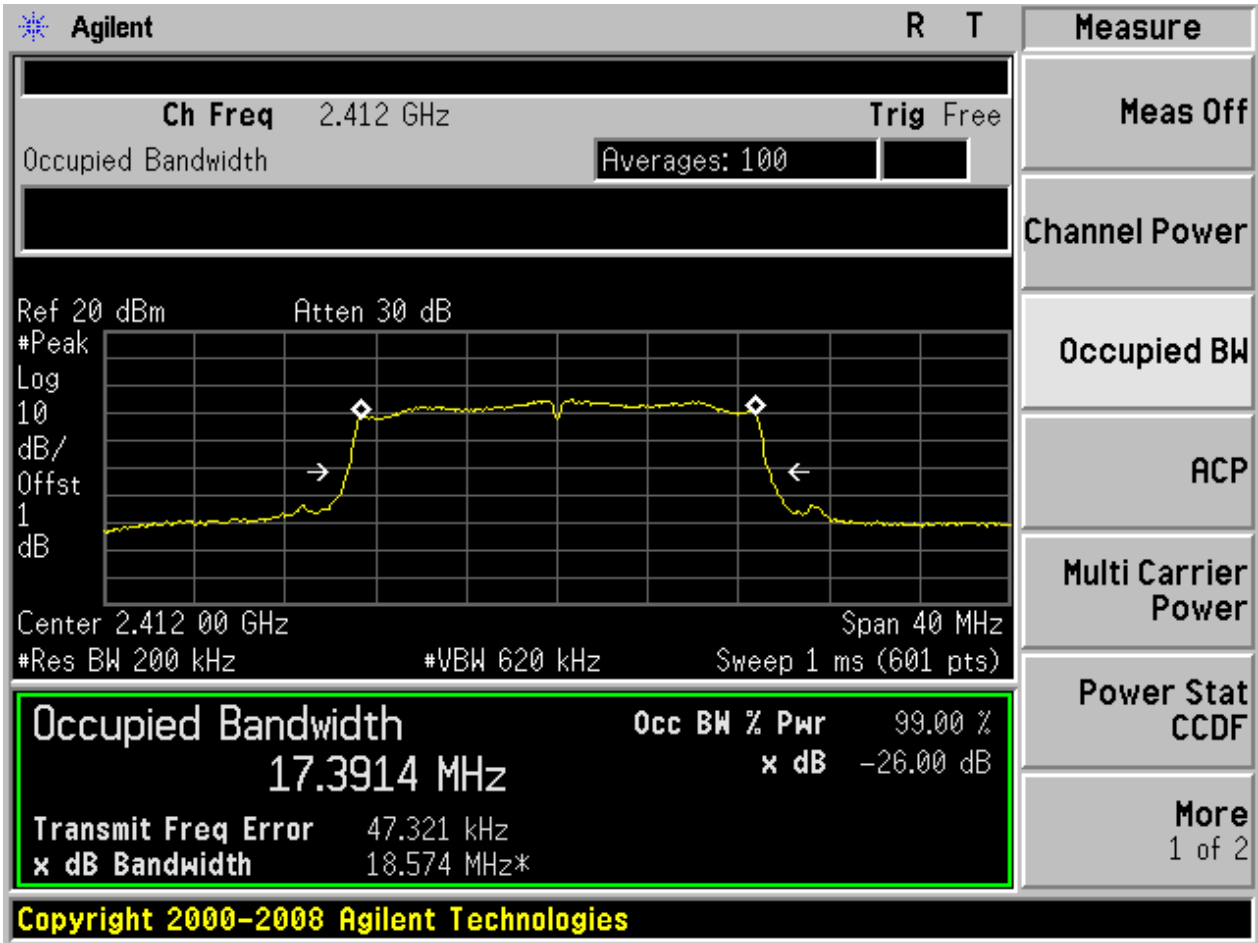 Agilent R T
Measure
Ch Freq 2.412 GHz Trig Free
Occupied Bandwidth Averages: 100
Ref 20 dBm Atten 30 dB
#Peak
Log
10
dB/
Offst
1
dB
Center 2.412 00 GHz Span 40 MHz
#Res BW 200 kHz #VBW 620 kHz Sweep 1 ms (601 pts)
Occupied Bandwidth
17.3914 MHz
Occ BW % Pwr 99.00 %
x dB -26.00 dB
Transmit Freq Error 47.321 kHz
x dB Bandwidth 18.574 MHz*
Copyright 2000-2008 Agilent Technologies
Meas Off
Channel Power
Occupied BW
ACP
Multi Carrier
Power
Power Stat
CCDF
More
1 of 2